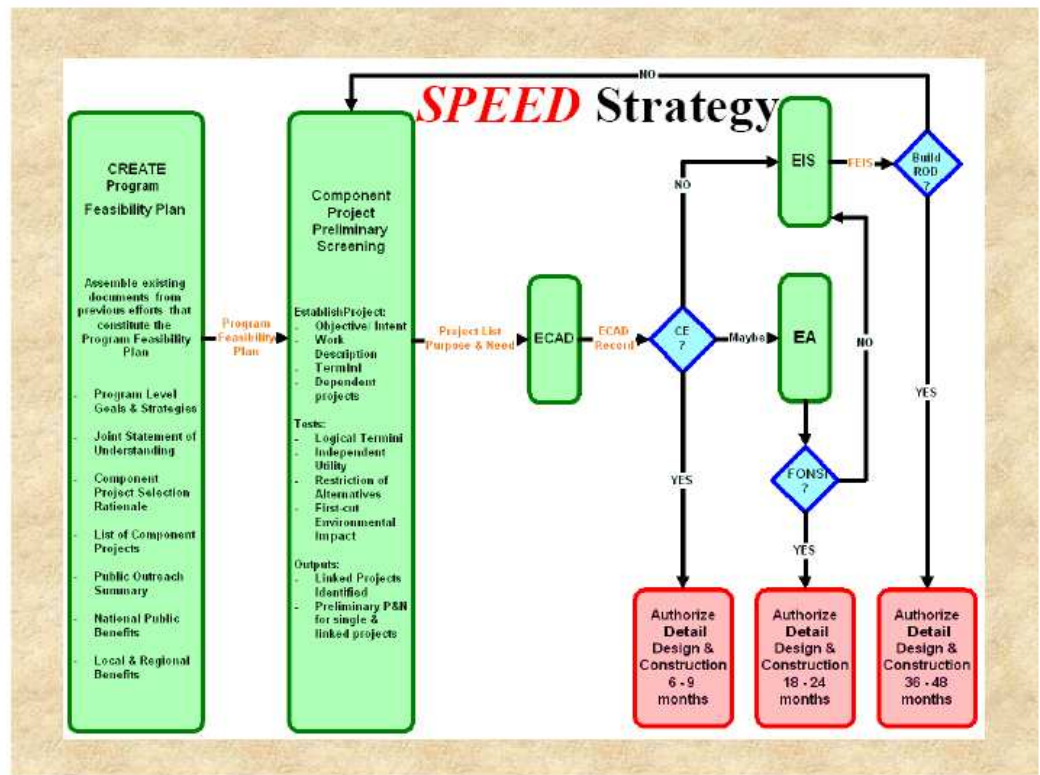 SPEED Strategy
NO
CREATE
Program
Feasibility Plan
Assemble existing
documents from
previous efforts that
constitute the
Program Feasibility
Plan
- Program Level
Goals & Strategies
- Joint Statement of
Understanding
- Component
Project Selection
Rationale
- List of Component
Projects
- Public Outreach
Summary
- National Public
Benefits
- Local & Regional
Benefits
Program
Feasibility
Plan
Component
Project
Preliminary
Screening
EstablishProject:
- Objective/ Intent
- Work
Description
- Termini
- Dependent
projects
Tests:
- Logical Termini
- Independent
Utility
- Restriction of
Alternatives
- First-cut
Environmental
Impact
Outputs:
- Linked Projects
Identified
- Preliminary P&N
for single &
linked projects
Project List
Purpose & Need
ECAD
ECAD
Record
CE
?
NO
Maybe
YES
EIS
FEIS
Build
ROD
?
EA
NO
FONSI
?
YES
YES
Authorize
Detail
Design &
Construction
6 - 9
months
Authorize
Detail
Design &
Construction
18 - 24
months
Authorize
Detail
Design &
Construction
36 - 48
months